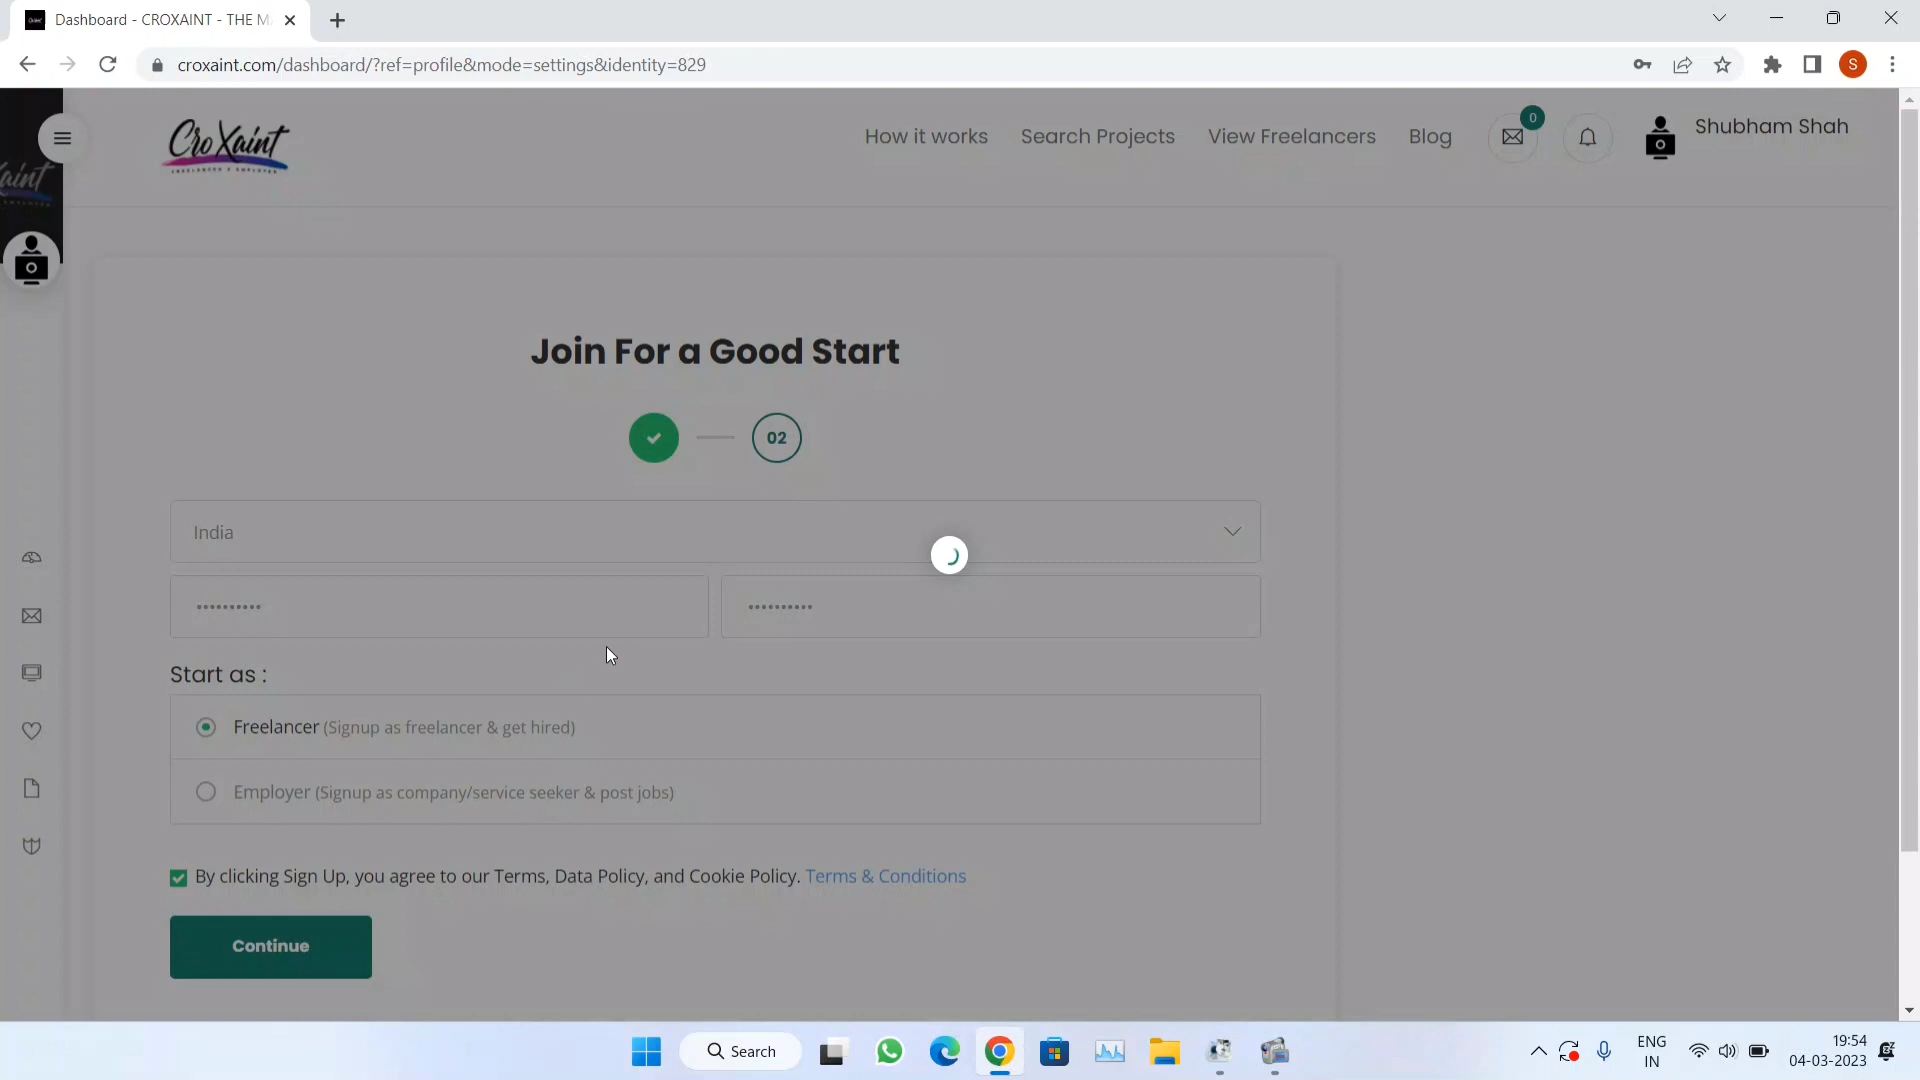 Dashboard - CROXAINT - THE M
croxaint.com/dashboard/?ref=profile&mode=settings&identity=829
S
CroXaint
FREELANCER & EMPLOYER
How it works
Search Projects
View Freelancers
Blog
0
Shubham Shah
aint
Join For a Good Start
02
India
••••••••••
••••••••••
Start as :
Freelancer (Signup as freelancer & get hired)
Employer (Signup as company/service seeker & post jobs)
By clicking Sign Up, you agree to our Terms, Data Policy, and Cookie Policy. Terms & Conditions
Continue
Search
ENG
IN
19:54
04-03-2023